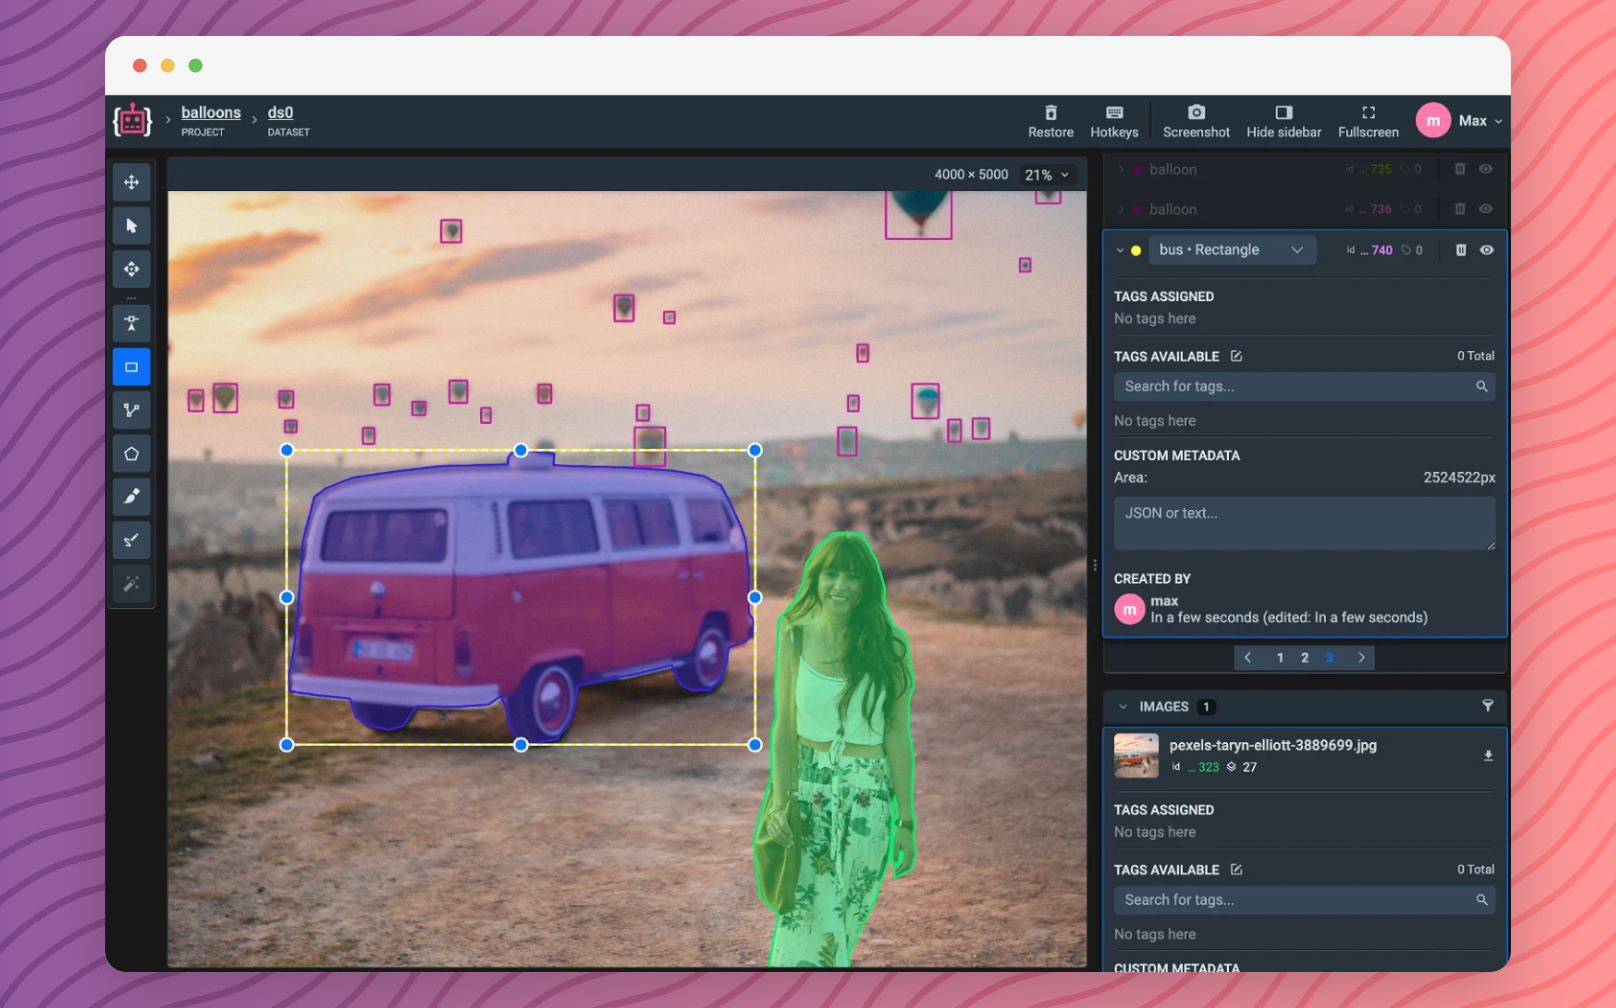 balloons
PROJECT
ds0
DATASET
Restore
Hotkeys
Screenshot
Hide sidebar
Fullscreen
m
Max
4000 × 5000
21%
balloon
id ... 735
0
balloon
id ... 736
0
bus • Rectangle
id ... 740
0
TAGS ASSIGNED
No tags here
TAGS AVAILABLE
0 Total
Search for tags...
No tags here
CUSTOM METADATA
Area:
2524522px
JSON or text...
CREATED BY
m
max
In a few seconds (edited: In a few seconds)
1 2 3
IMAGES 1
pexels-taryn-elliott-3889699.jpg
id ... 323
27
TAGS ASSIGNED
No tags here
TAGS AVAILABLE
0 Total
Search for tags...
No tags here
CUSTOM METADATA